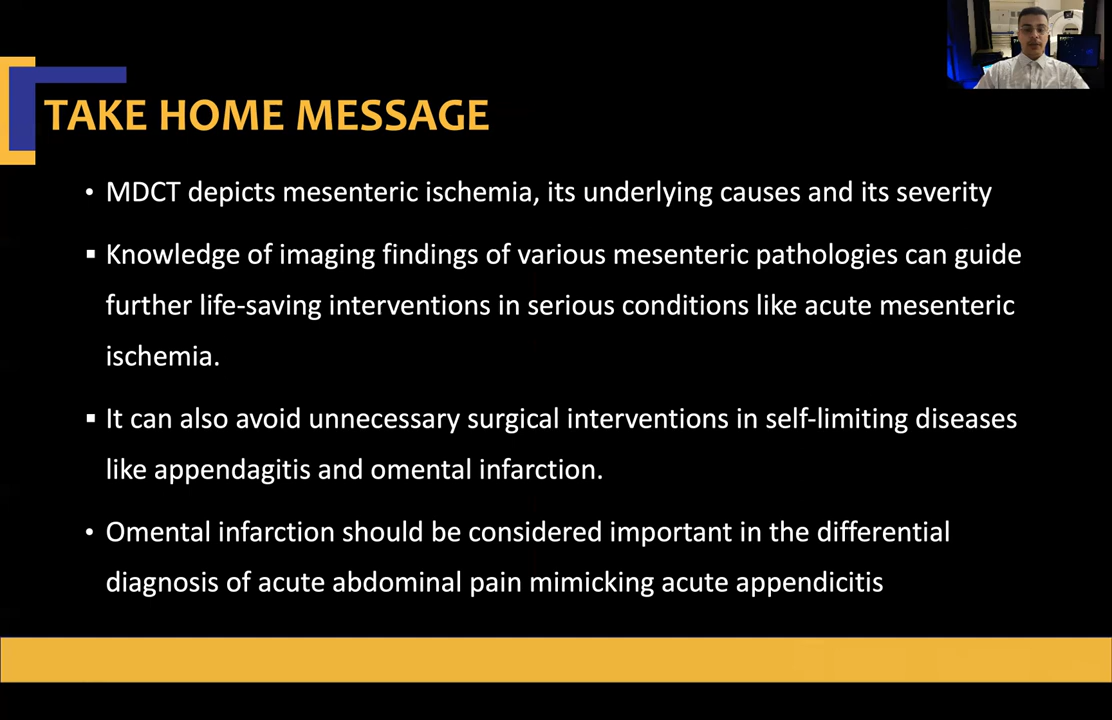 TAKE HOME MESSAGE
• MDCT depicts mesenteric ischemia, its underlying causes and its severity
▪ Knowledge of imaging findings of various mesenteric pathologies can guide
further life-saving interventions in serious conditions like acute mesenteric
ischemia.
▪ It can also avoid unnecessary surgical interventions in self-limiting diseases
like appendagitis and omental infarction.
• Omental infarction should be considered important in the differential
diagnosis of acute abdominal pain mimicking acute appendicitis